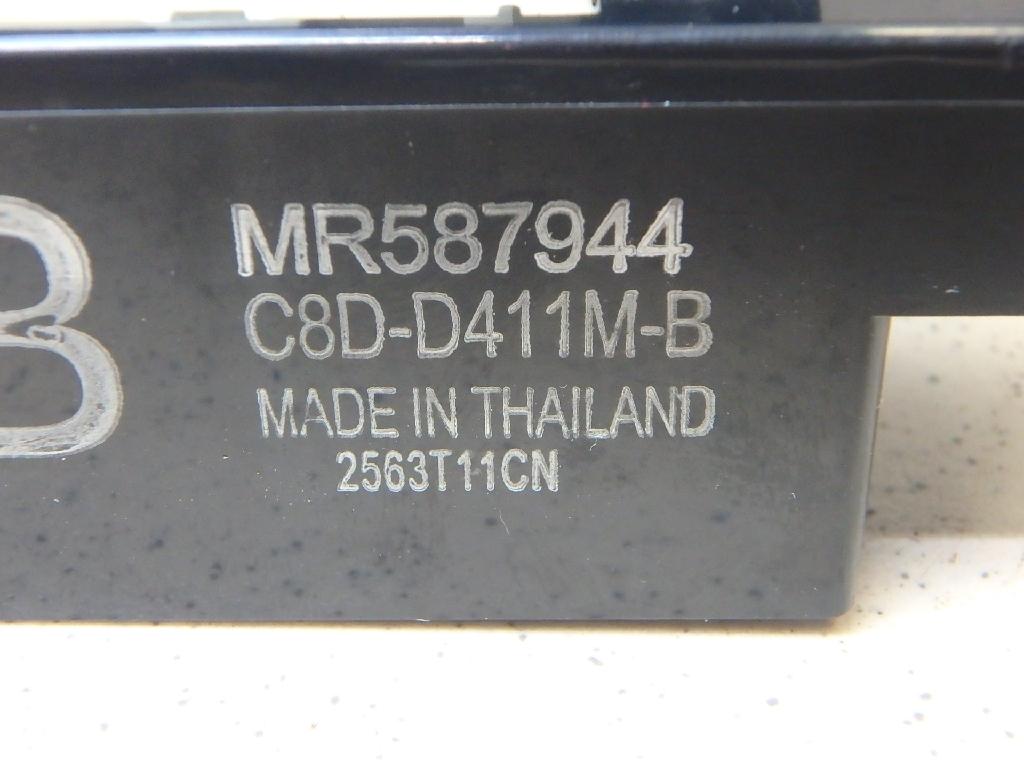 B
MR587944
C8D-D411M-B
MADE IN THAILAND
2563T11CN